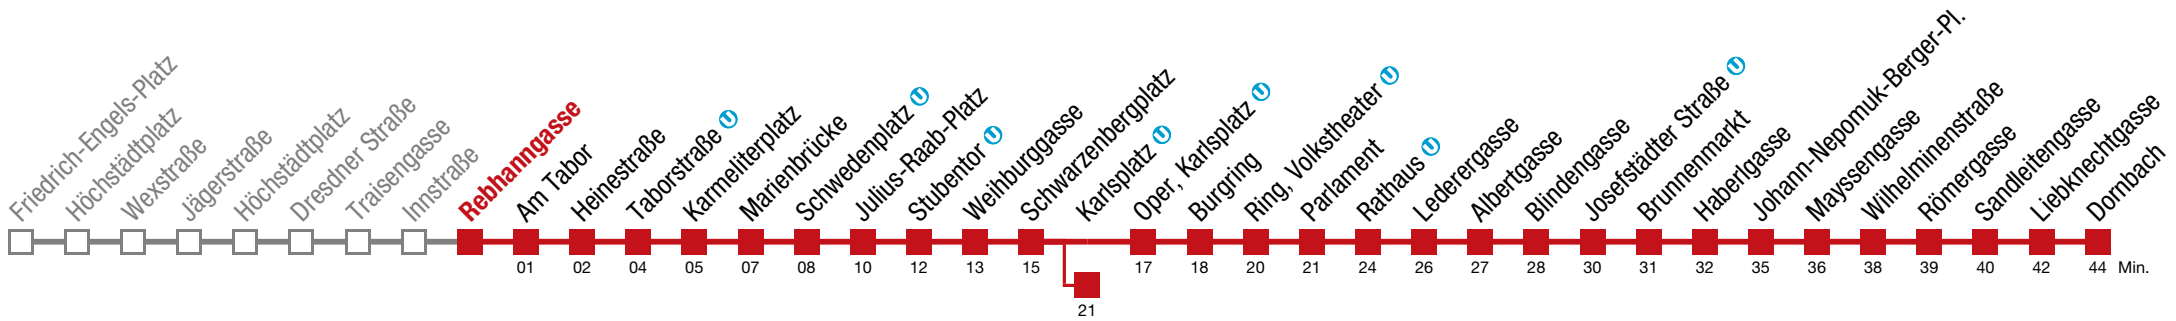 Friedrich-Engels-Platz
Höchstädtplatz
Wexstraße
Jägerstraße
Höchstädtplatz
Dresdner Straße
Traisengasse
Innstraße
Rebhanngasse
Am Tabor
Heinestraße
Taborstraße U
Karmeliterplatz
Marienbrücke
Schwedenplatz U
Julius-Raab-Platz
Stubentor U
Weihburggasse
Schwarzenbergplatz
Karlsplatz U
Oper, Karlsplatz U
Burgring
Ring, Volkstheater U
Parlament
Rathaus U
Lederergasse
Albertgasse
Blindengasse
Josefstädter Straße U
Brunnenmarkt
Haberlgasse
Johann-Nepomuk-Berger-Pl.
Mayssengasse
Wilhelminenstraße
Römergasse
Sandleitengasse
Liebknechtgasse
Dornbach
01 02 04 05 07 08 10 12 13 15 17 18 20 21 24 26 27 28 30 31 32 35 36 38 39 40 42 44 Min.
21